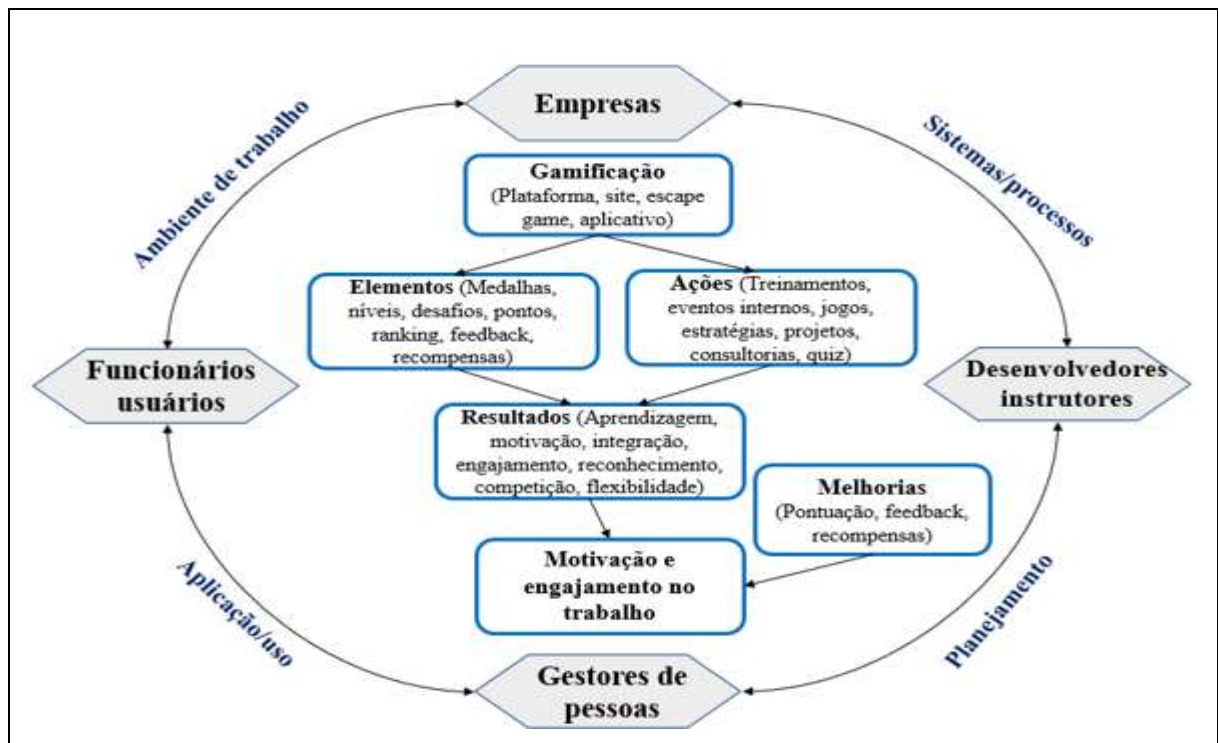 Empresas
Ambiente de trabalho
Sistemas/processos
Gamificação
(Plataforma, site, escape
game, aplicativo)
Elementos (Medalhas,
níveis, desafios, pontos,
ranking, feedback,
recompensas)
Ações (Treinamentos,
eventos internos, jogos,
estratégias, projetos,
consultorias, quiz)
Funcionários
usuários
Desenvolvedores
instrutores
Resultados (Aprendizagem,
motivação, integração,
engajamento, reconhecimento,
competição, flexibilidade)
Melhorias
(Pontuação, feedback,
recompensas)
Motivação e
engajamento no
trabalho
Aplicação/uso
Planejamento
Gestores de
pessoas